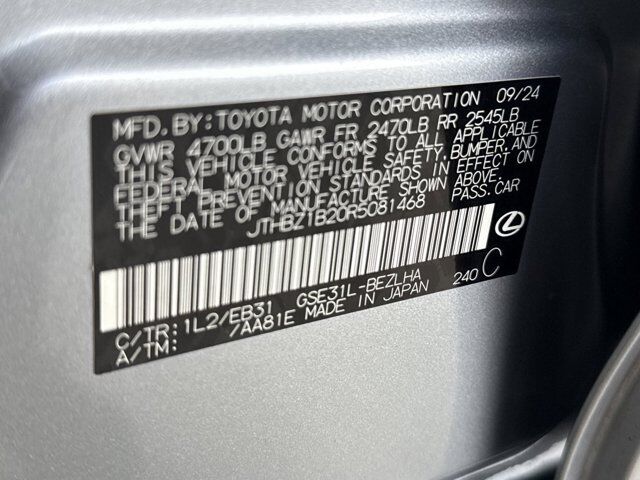 MFD. BY: TOYOTA MOTOR CORPORATION 09/24
GVWR 4700LB GAWR FR 2470LB RR 2545LB
THIS VEHICLE CONFORMS TO ALL APPLICABLE
FEDERAL MOTOR VEHICLE SAFETY, BUMPER, AND
THEFT PREVENTION STANDARDS IN EFFECT ON
THE DATE OF MANUFACTURE SHOWN ABOVE.
JTHBZ1B20R5081468 PASS. CAR
C/TR: 1L2/EB31 GSE31L-BEZLHA 240 C
A/TM: /AA81E MADE IN JAPAN